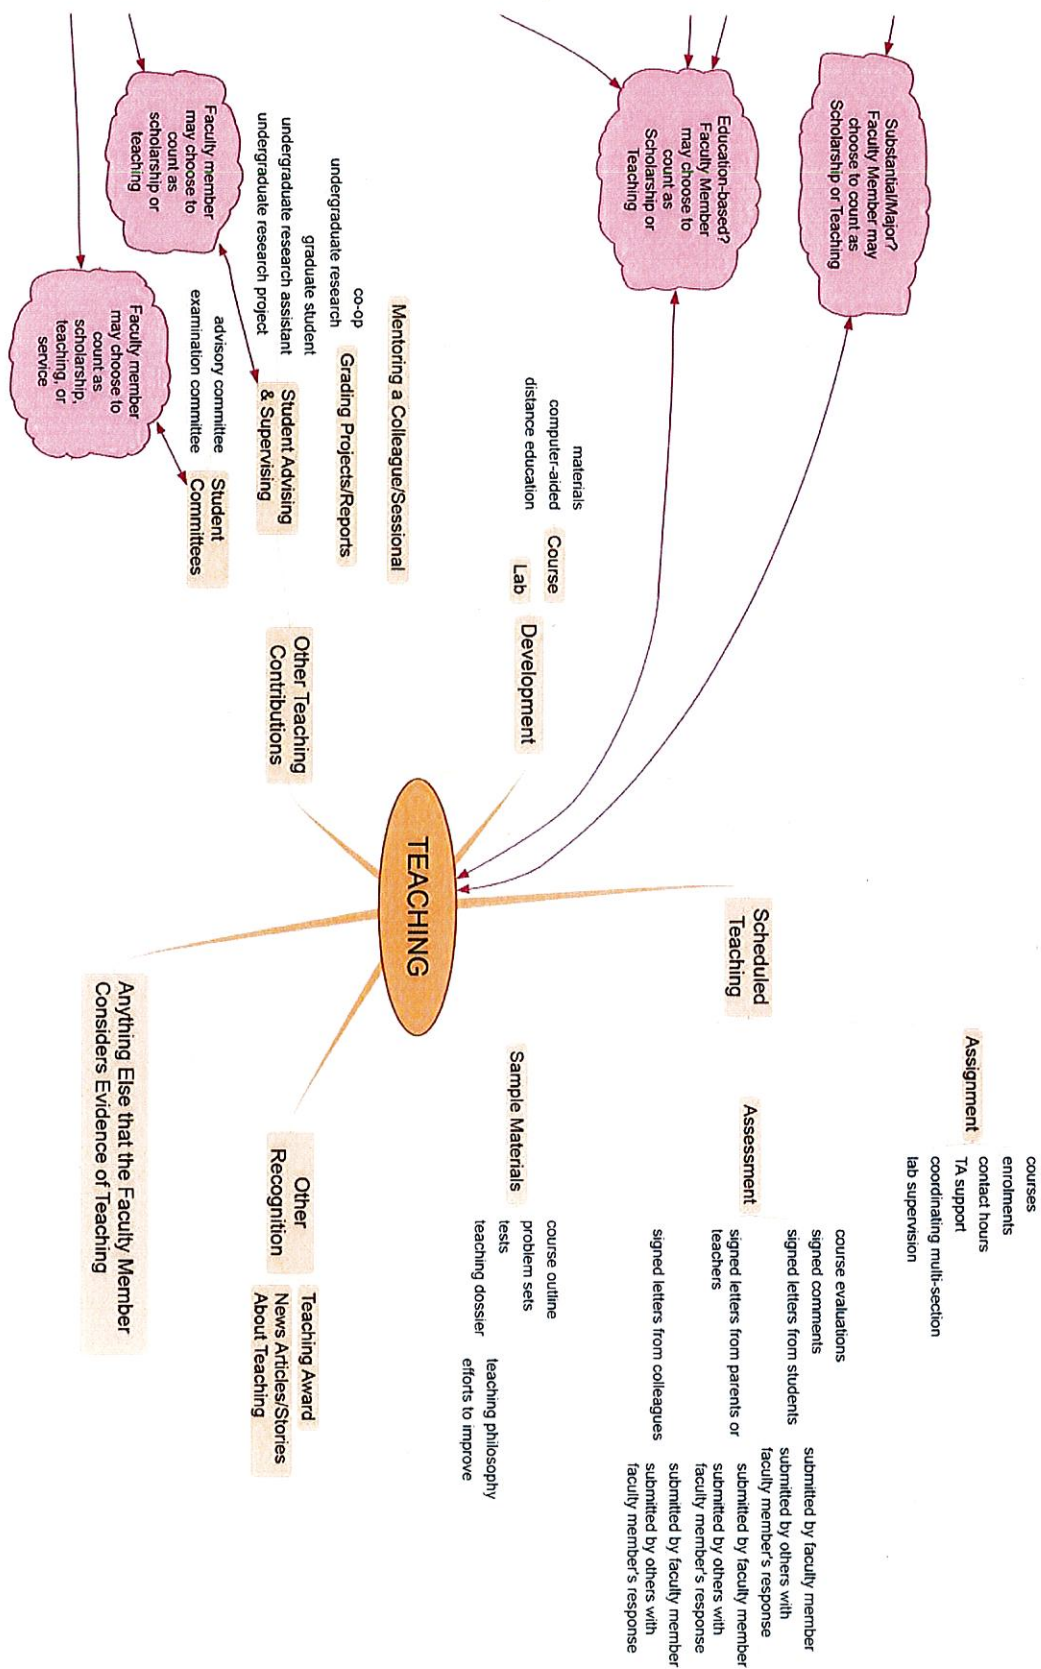 Substantial/Major?
Faculty Member may
choose to count as
Scholarship or Teaching
Education-based?
Faculty Member
may choose to
count as
Scholarship or
Teaching
Faculty member
may choose to
count as
scholarship or
teaching
Faculty member
may choose to
count as
scholarship,
teaching, or
service
TEACHING
Scheduled
Teaching
Assignment
courses
enrolments
contact hours
TA support
coordinating multi-section
lab supervision
Assessment
course evaluations
signed comments
signed letters from students
submitted by faculty member
submitted by others with
faculty member's response
signed letters from parents or
teachers
submitted by faculty member
submitted by others with
faculty member's response
signed letters from colleagues
submitted by faculty member
submitted by others with
faculty member's response
Sample Materials
course outline
problem sets
tests
teaching dossier
teaching philosophy
efforts to improve
Development
Course
materials
computer-aided
distance education
Lab
Other Teaching
Contributions
Mentoring a Colleague/Sessional
Grading Projects/Reports
co-op
undergraduate research
Student Advising
& Supervising
graduate student
undergraduate research assistant
undergraduate research project
Student
Committees
advisory committee
examination committee
Other
Recognition
Teaching Award
News Articles/Stories
About Teaching
Anything Else that the Faculty Member
Considers Evidence of Teaching